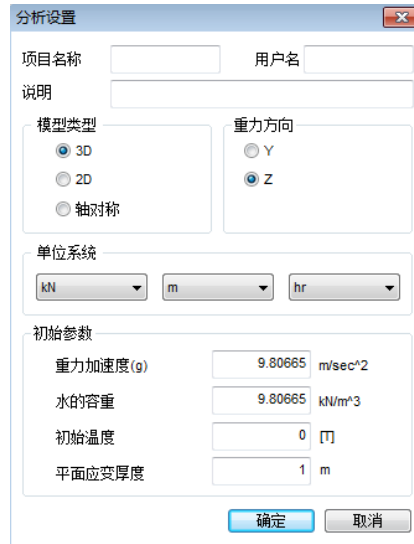 分析设置
项目名称 用户名
说明
模型类型 重力方向
3D Y
2D Z
轴对称
单位系统
kN m hr
初始参数
重力加速度(g) 9.80665 m/sec^2
水的容重 9.80665 kN/m^3
初始温度 0 [T]
平面应变厚度 1 m
确定 取消